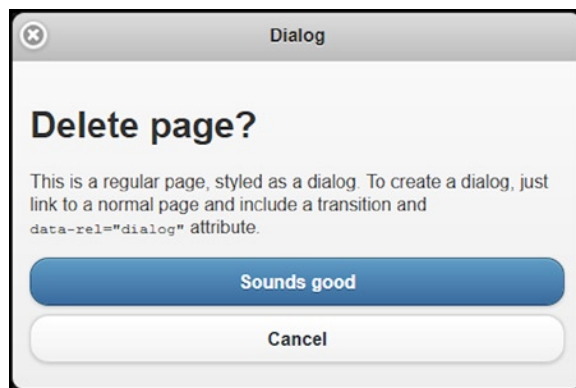 Dialog
Delete page?
This is a regular page, styled as a dialog. To create a dialog, just
link to a normal page and include a transition and
data-rel="dialog" attribute.
Sounds good
Cancel